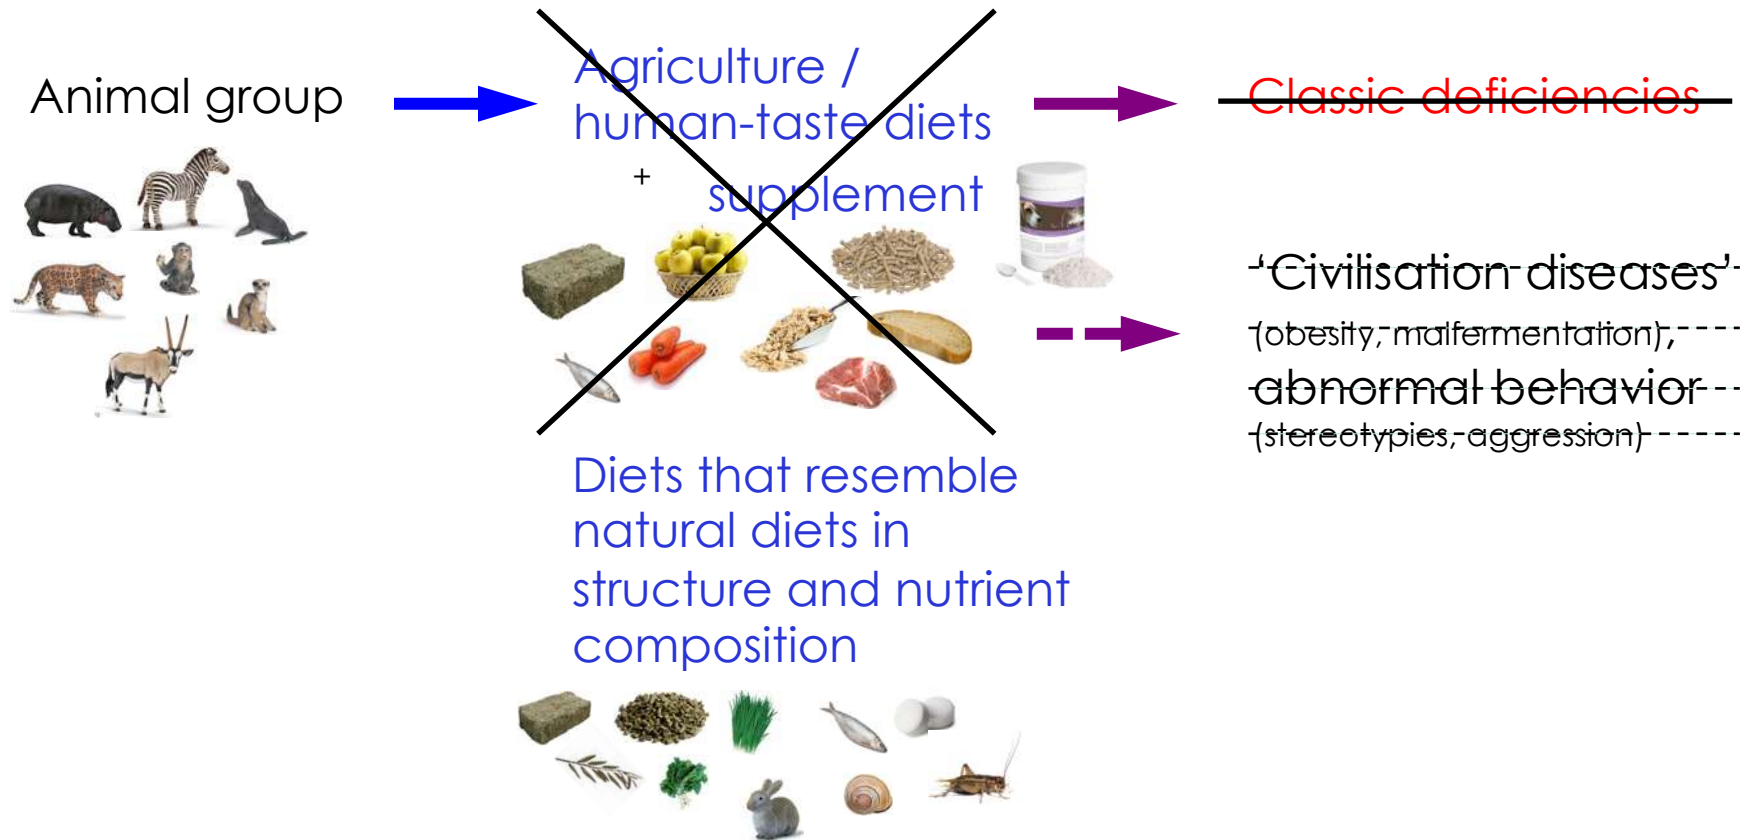 Animal group
Agriculture /
human-taste diets
+
supplement
Classic deficiencies
‘Civilisation diseases’
(obesity, malfermentation),
abnormal behavior
(stereotypies, aggression)
Diets that resemble
natural diets in
structure and nutrient
composition